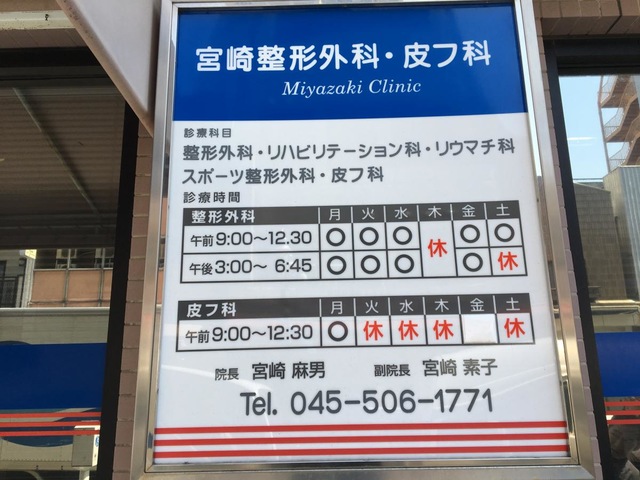 宮崎整形外科・皮フ科
Miyazaki Clinic
診療科目
整形外科・リハビリテーション科・リウマチ科
スポーツ整形外科・皮フ科
診療時間
整形外科 月 火 水 木 金 土
午前 9:00〜12.30 ○ ○ ○ 休 ○ ○
午後 3:00〜 6:45 ○ ○ ○ ○ 休
皮フ科 月 火 水 木 金 土
午前 9:00〜12:30 ○ 休 休 休 休
院長 宮崎 麻男 副院長 宮崎 素子
Tel. 045-506-1771